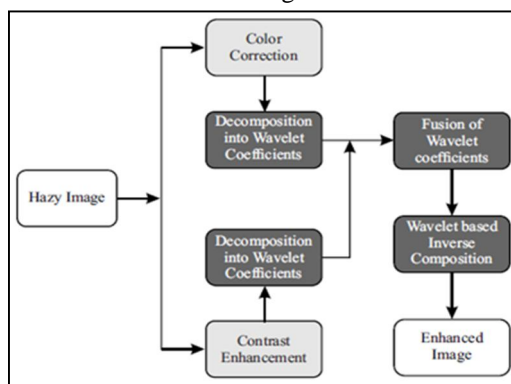 Color
Correction
Decomposition
into Wavelet
Coefficients
Fusion of
Wavelet
coefficients
Hazy Image
Decomposition
into Wavelet
Coefficients
Wavelet based
Inverse
Composition
Contrast
Enhancement
Enhanced
Image